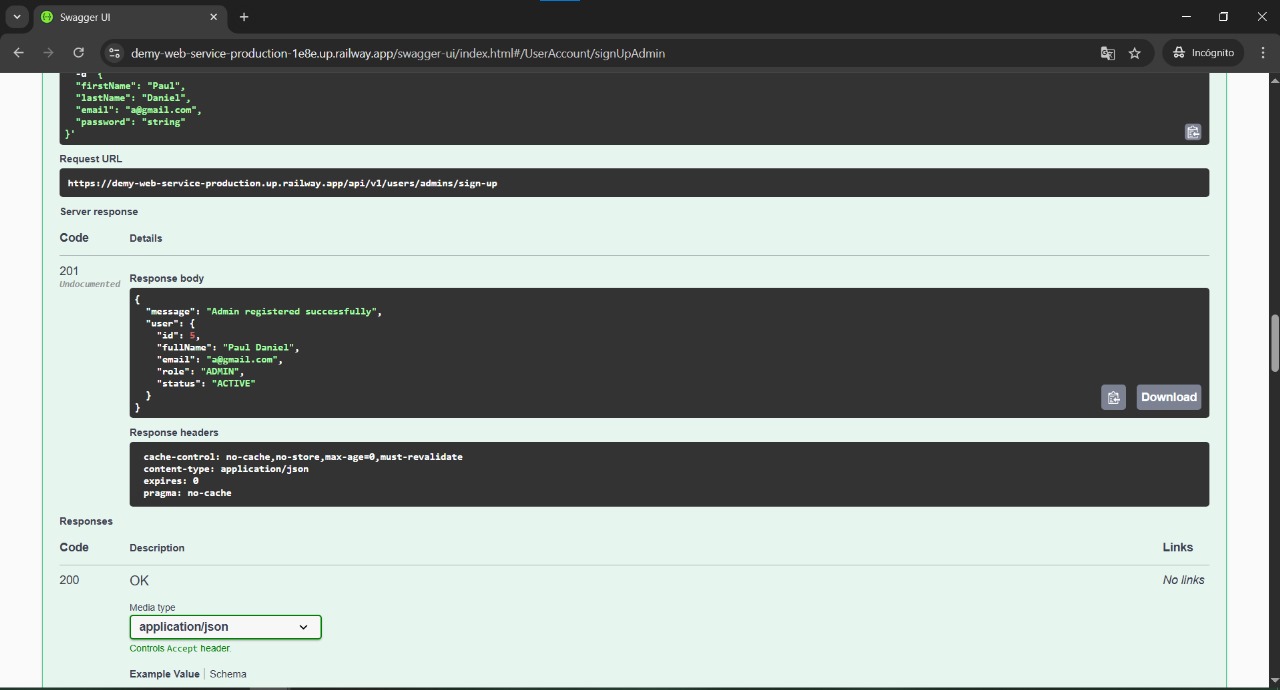 Swagger UI
demy-web-service-production-1e8e.up.railway.app/swagger-ui/index.html#/UserAccount/signUpAdmin
Incógnito
-d '{
"firstName": "Paul",
"lastName": "Daniel",
"email": "a@gmail.com",
"password": "string"
}'
Request URL
https://demy-web-service-production.up.railway.app/api/v1/users/admins/sign-up
Server response
Code Details
201
Undocumented
Response body
{
"message": "Admin registered successfully",
"user": {
"id": 5,
"fullName": "Paul Daniel",
"email": "a@gmail.com",
"role": "ADMIN",
"status": "ACTIVE"
}
}
Download
Response headers
cache-control: no-cache,no-store,max-age=0,must-revalidate
content-type: application/json
expires: 0
pragma: no-cache
Responses
Code Description Links
200 OK No links
Media type
application/json
Controls Accept header.
Example Value Schema